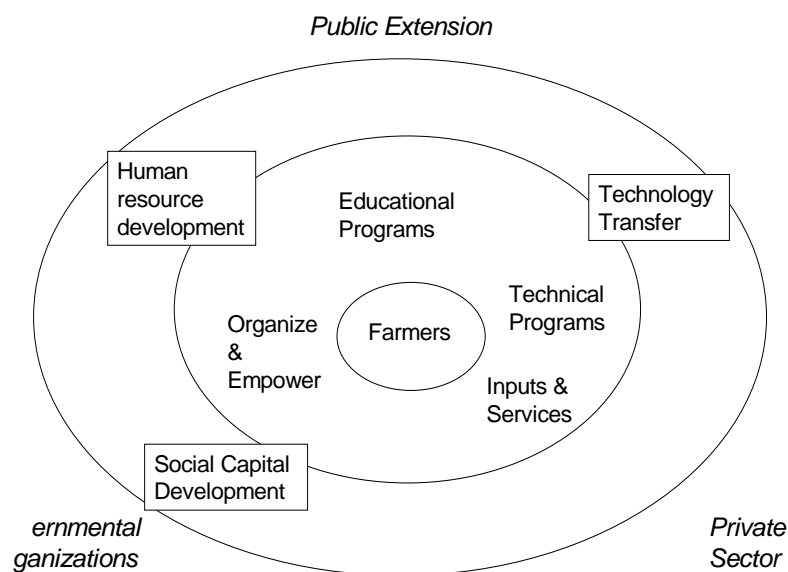 Public Extension
Human
resource
development
Technology
Transfer
Educational
Programs
Technical
Programs
Organize
&
Empower
Farmers
Inputs &
Services
Social Capital
Development
ernmental
ganizations
Private
Sector